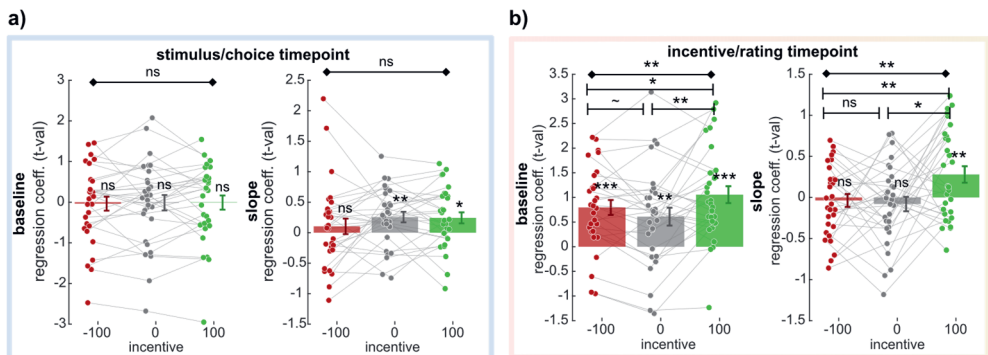 a)
stimulus/choice timepoint
baseline
regression coeff. (t-val)
3
2
1
0
-1
-2
-3
ns
ns
ns
ns
-100
0
100
incentive
slope
regression coeff. (t-val)
2.5
2
1.5
1
0.5
0
0.5
-1
-1.5
ns
ns
**
*
-100
0
100
incentive
b)
incentive/rating timepoint
baseline
regression coeff. (t-val)
3.5
3
2.5
2
1.5
1
0.5
0
-0.5
-1
-1.5
**
*
~
**
***
**
***
-100
0
100
incentive
slope
regression coeff. (t-val)
1.5
1
0.5
0
-0.5
-1
-1.5
**
**
ns
*
ns
ns
**
-100
0
100
incentive